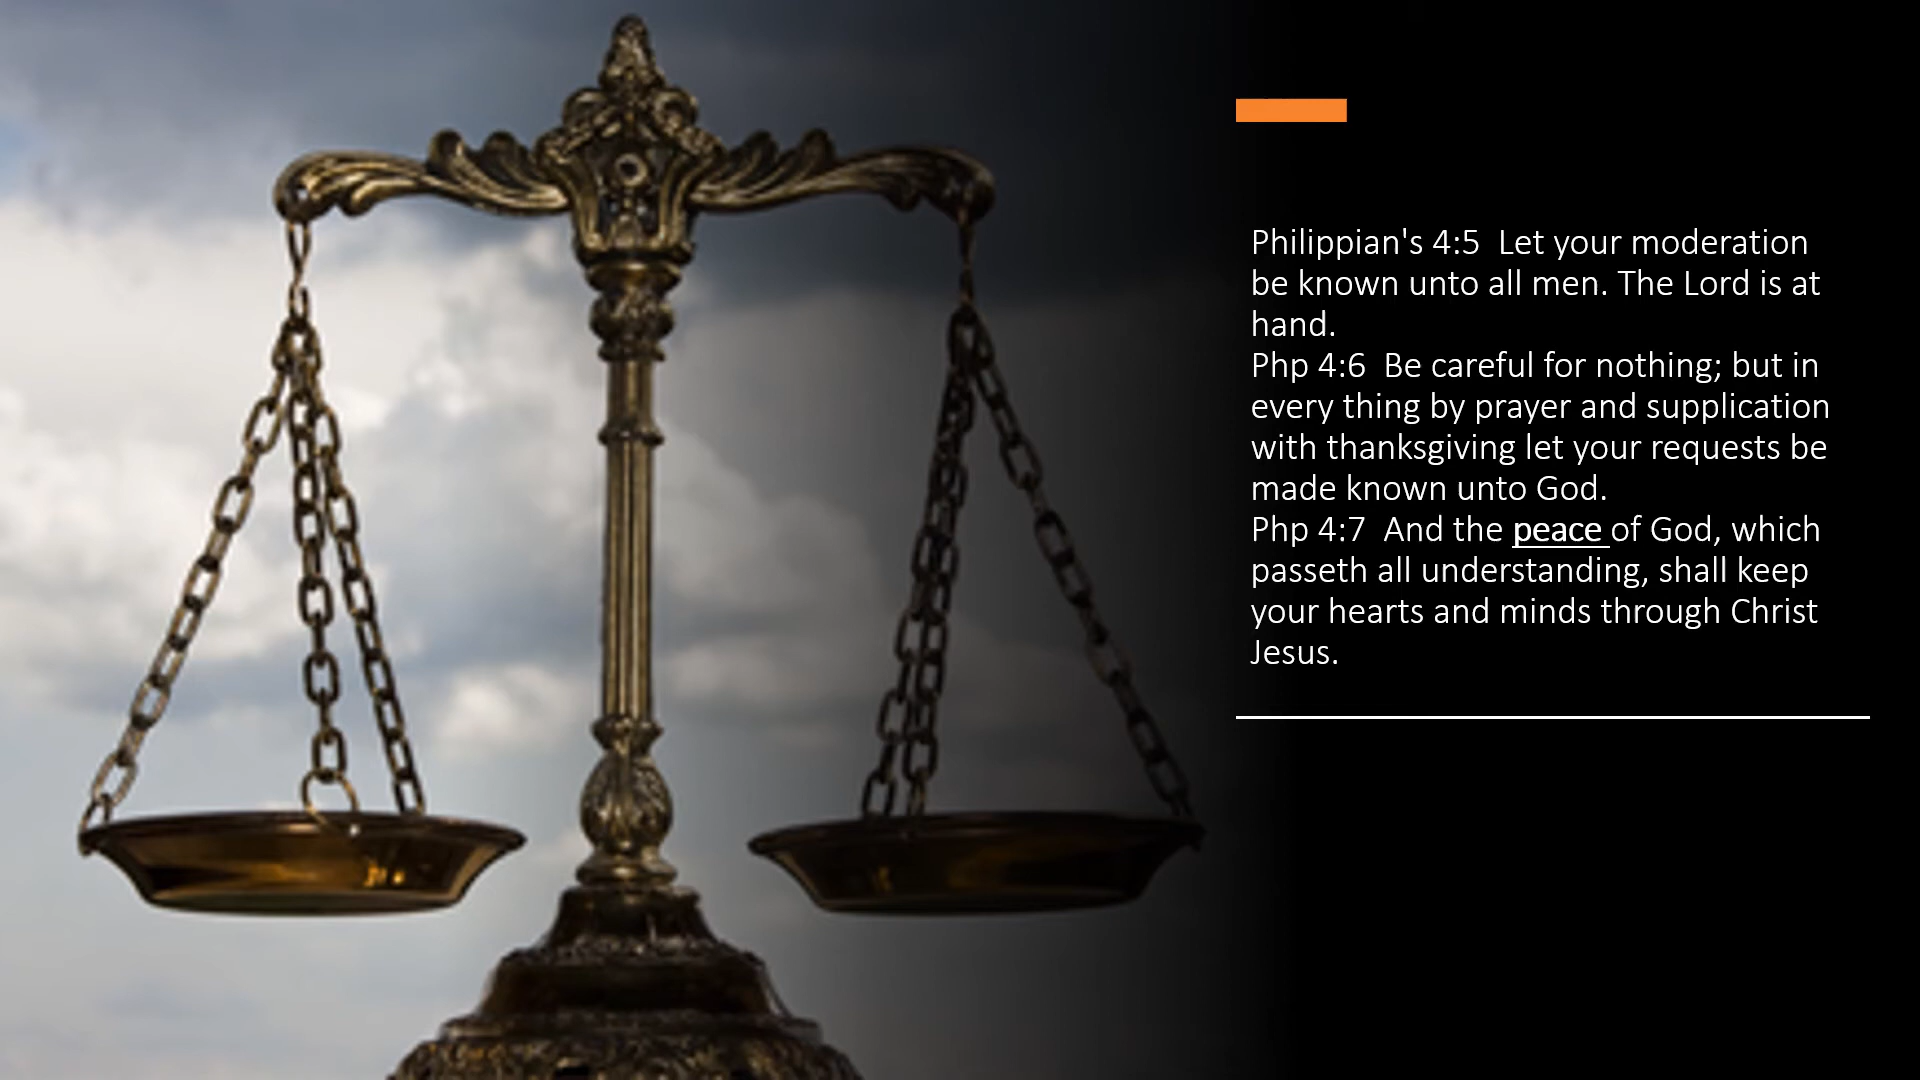 Philippian's 4:5  Let your moderation
be known unto all men. The Lord is at
hand.
Php 4:6  Be careful for nothing; but in
every thing by prayer and supplication
with thanksgiving let your requests be
made known unto God.
Php 4:7  And the peace of God, which
passeth all understanding, shall keep
your hearts and minds through Christ
Jesus.